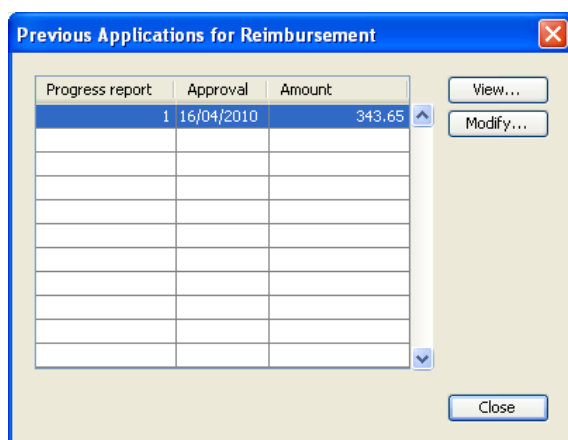 Previous Applications for Reimbursement
Progress report Approval Amount
View...
1 16/04/2010 343.65
Modify...
Close